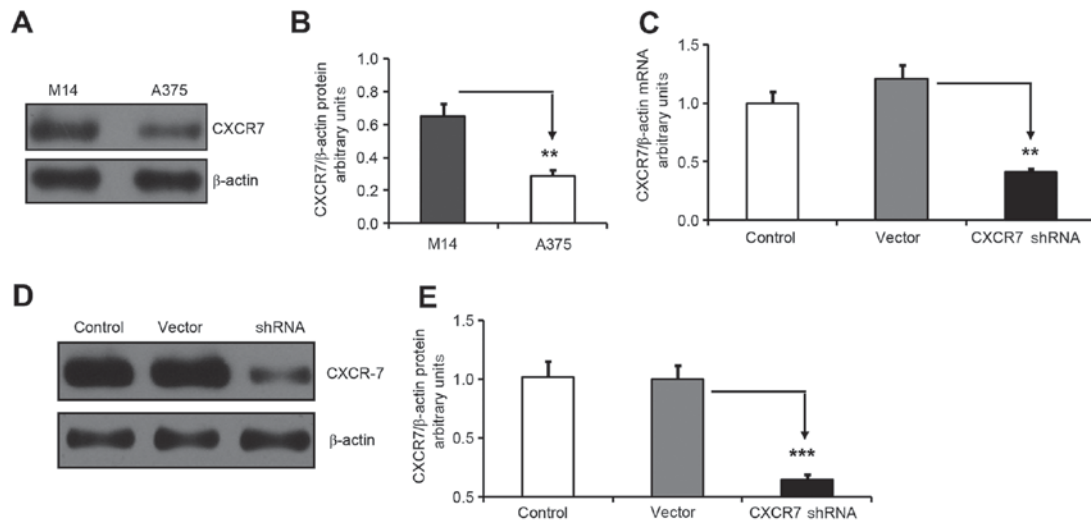 A
M14 A375
CXCR7
β-actin
B
CXCR7/β-actin protein
arbitrary units
1.0
0.8
0.6
0.4
0.2
0.0
**
M14 A375
C
CXCR7/β-actin mRNA
arbitrary units
1.5
1.0
0.5
0.0
**
Control Vector CXCR7 shRNA
D
Control Vector shRNA
CXCR-7
β-actin
E
CXCR7/β-actin protein
arbitrary units
1.5
1.0
0.5
0.5
***
Control Vector CXCR7 shRNA